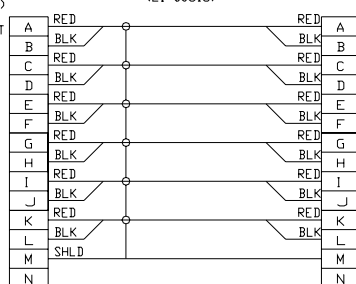 RED RED
A A
BLK BLK
B B
RED RED
C C
BLK BLK
D D
RED RED
E E
BLK BLK
F F
RED RED
G G
BLK BLK
H H
RED RED
I I
BLK BLK
J J
RED RED
K K
BLK BLK
L L
SHLD
M M
N N